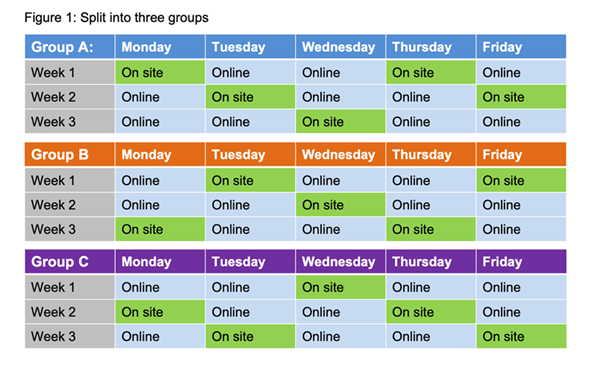 Figure 1: Split into three groups
Group A: Monday Tuesday Wednesday Thursday Friday
Week 1 On site Online Online On site Online
Week 2 Online On site Online Online On site
Week 3 Online Online On site Online Online
Group B Monday Tuesday Wednesday Thursday Friday
Week 1 Online On site Online Online On site
Week 2 Online Online On site Online Online
Week 3 On site Online Online On site Online
Group C Monday Tuesday Wednesday Thursday Friday
Week 1 Online Online On site Online Online
Week 2 On site Online Online On site Online
Week 3 Online On site Online Online On site